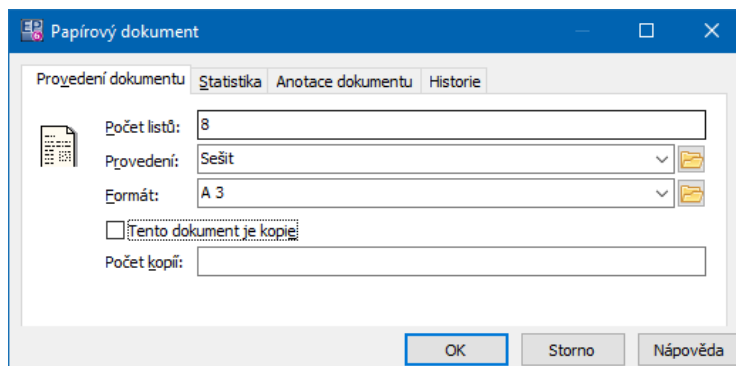 Papírový dokument
Provedení dokumentu Statistika Anotace dokumentu Historie
Počet listů: 8
Provedení: Sešit
Formát: A 3
Tento dokument je kopie
Počet kopií:
OK Storno Nápověda